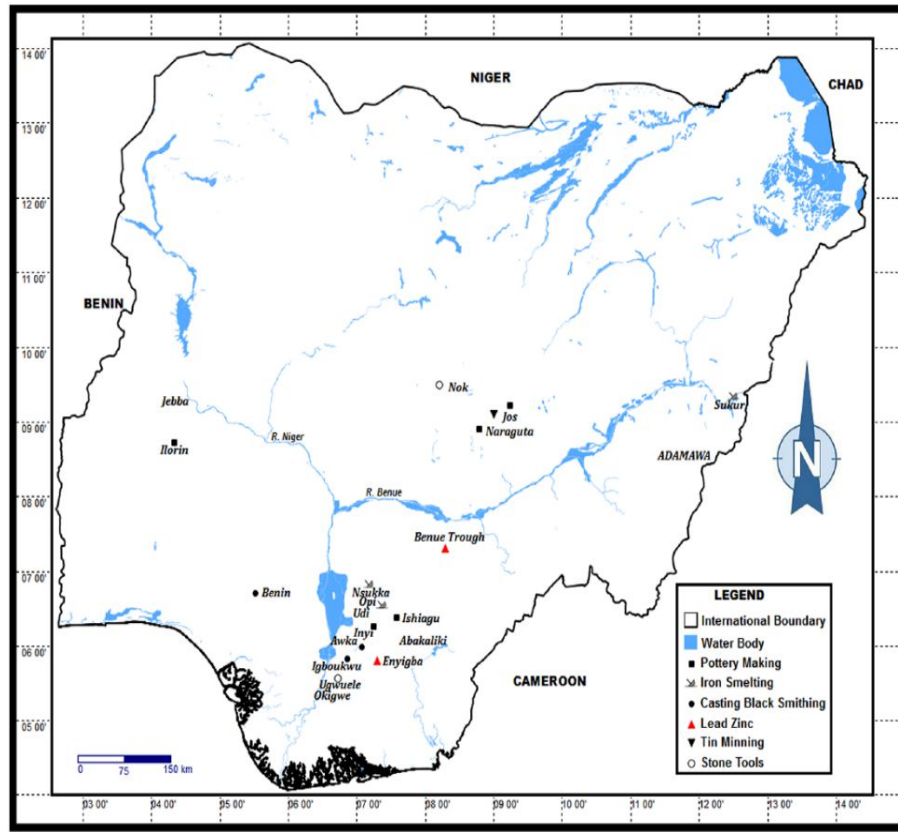 14 00'
NIGER
CHAD
13 00'
12 00'
11 00'
BENIN
10 00'
Nok
Jebba
Jos
Sukur
09 00'
R. Niger
Naraguta
Ilorin
ADAMAWA
N
08 00'
R. Benue
Benue Trough
07 00'
Benin
Nsukka
Opi
Udi
Ishiagu
Inyi
Awka
Abakaliki
06 00'
Igboukwu
Enyigba
Ugwuele
Okigwe
CAMEROON
05 00'
04 00'
LEGEND
International Boundary
Water Body
Pottery Making
Iron Smelting
Casting Black Smithing
Lead Zinc
Tin Minning
Stone Tools
0 75 150 km
03 00' 04 00' 05 00' 06 00' 07 00' 08 00' 09 00' 10 00' 11 00' 12 00' 13 00' 14 00'